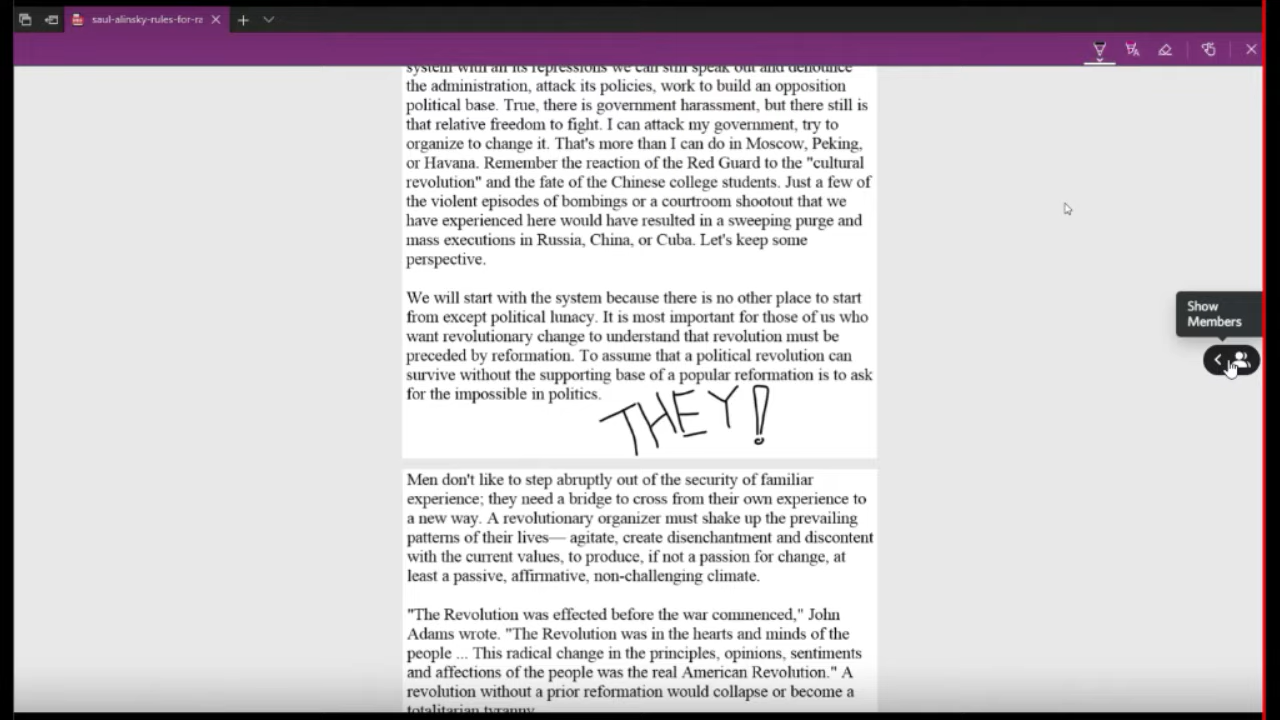 saul-alinsky-rules-for-ra
system with all its repressions we can still speak out and denounce
the administration, attack its policies, work to build an opposition
political base. True, there is government harassment, but there still is
that relative freedom to fight. I can attack my government, try to
organize to change it. That's more than I can do in Moscow, Peking,
or Havana. Remember the reaction of the Red Guard to the "cultural
revolution" and the fate of the Chinese college students. Just a few of
the violent episodes of bombings or a courtroom shootout that we
have experienced here would have resulted in a sweeping purge and
mass executions in Russia, China, or Cuba. Let's keep some
perspective.
Show
Members
We will start with the system because there is no other place to start
from except political lunacy. It is most important for those of us who
want revolutionary change to understand that revolution must be
preceded by reformation. To assume that a political revolution can
survive without the supporting base of a popular reformation is to ask
for the impossible in politics.
THEY!
Men don't like to step abruptly out of the security of familiar
experience; they need a bridge to cross from their own experience to
a new way. A revolutionary organizer must shake up the prevailing
patterns of their lives— agitate, create disenchantment and discontent
with the current values, to produce, if not a passion for change, at
least a passive, affirmative, non-challenging climate.
"The Revolution was effected before the war commenced," John
Adams wrote. "The Revolution was in the hearts and minds of the
people ... This radical change in the principles, opinions, sentiments
and affections of the people was the real American Revolution." A
revolution without a prior reformation would collapse or become a
totalitarian tyranny.